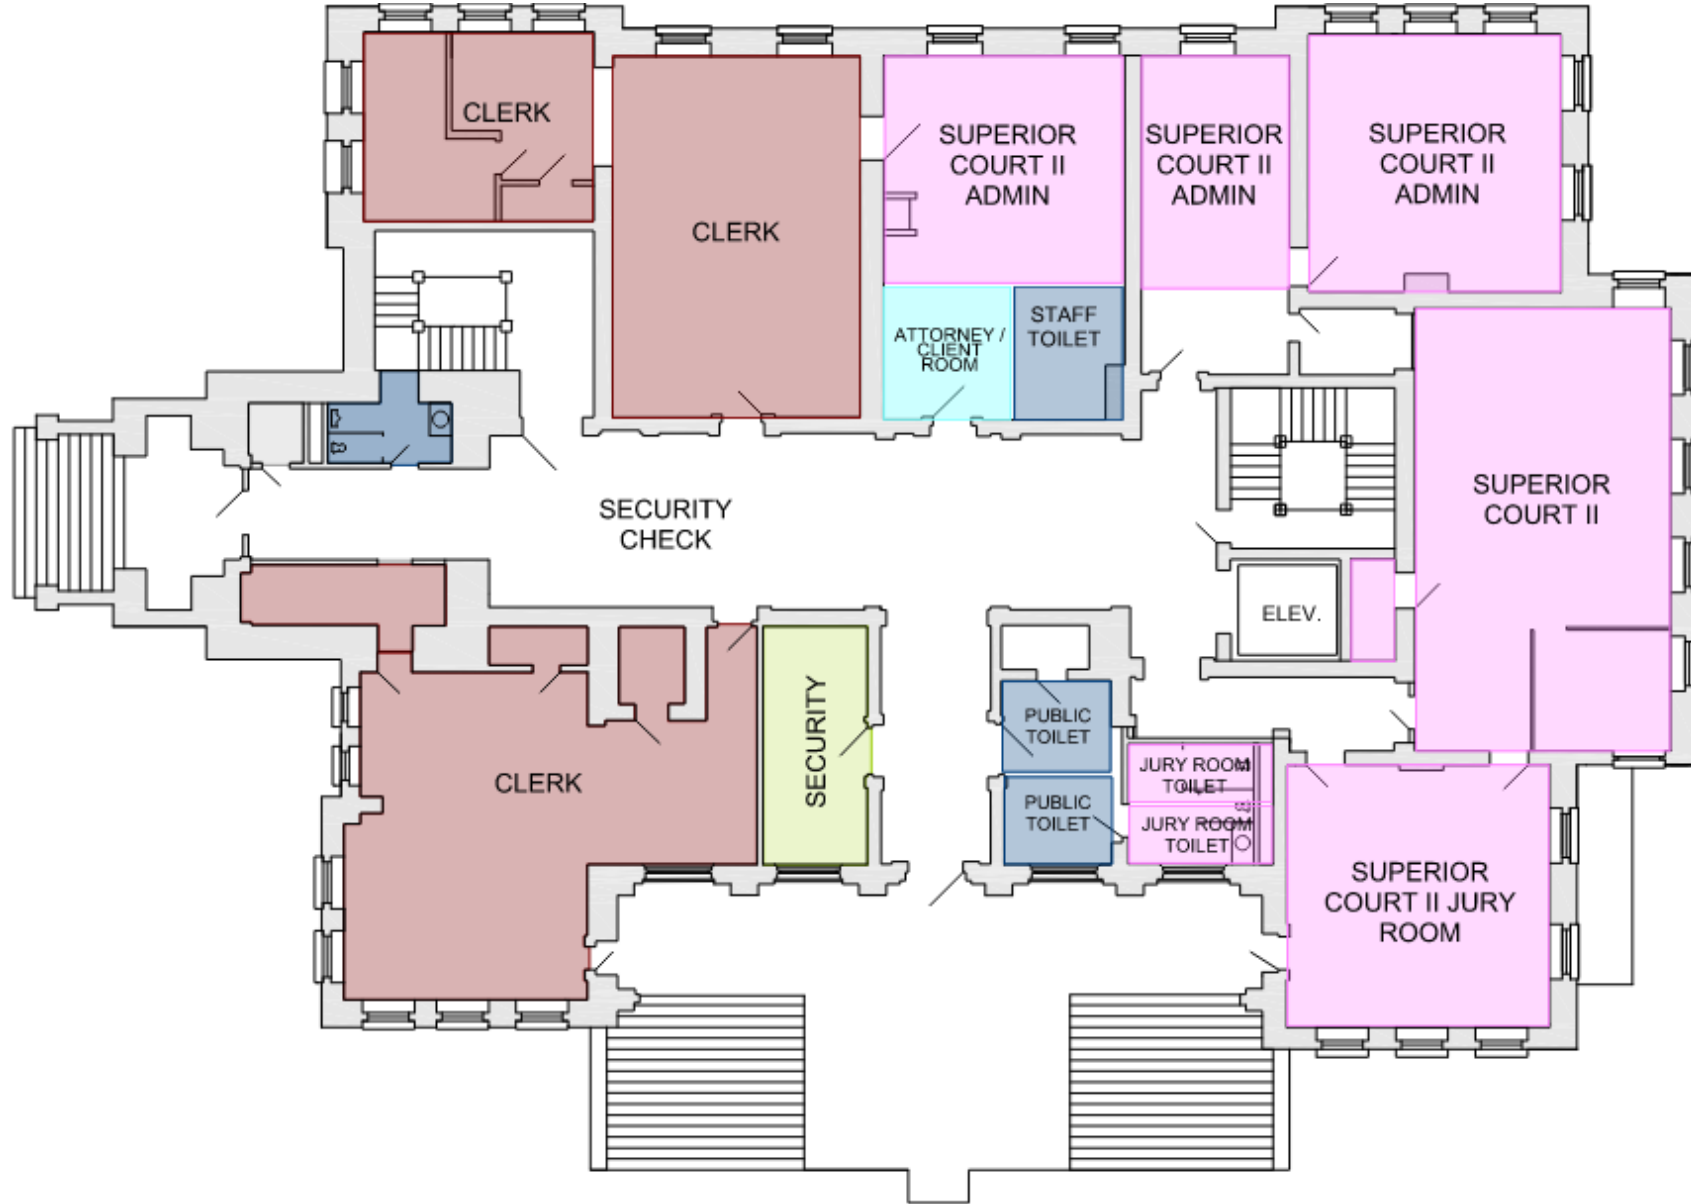 CLERK
SUPERIOR
COURT II
ADMIN
SUPERIOR
COURT II
ADMIN
SUPERIOR
COURT II
ADMIN
CLERK
ATTORNEY /
CLIENT
ROOM
STAFF
TOILET
SECURITY
CHECK
SUPERIOR
COURT II
ELEV.
CLERK
SECURITY
PUBLIC
TOILET
JURY ROOM
TOILET
PUBLIC
TOILET
JURY ROOM
TOILET
SUPERIOR
COURT II JURY
ROOM